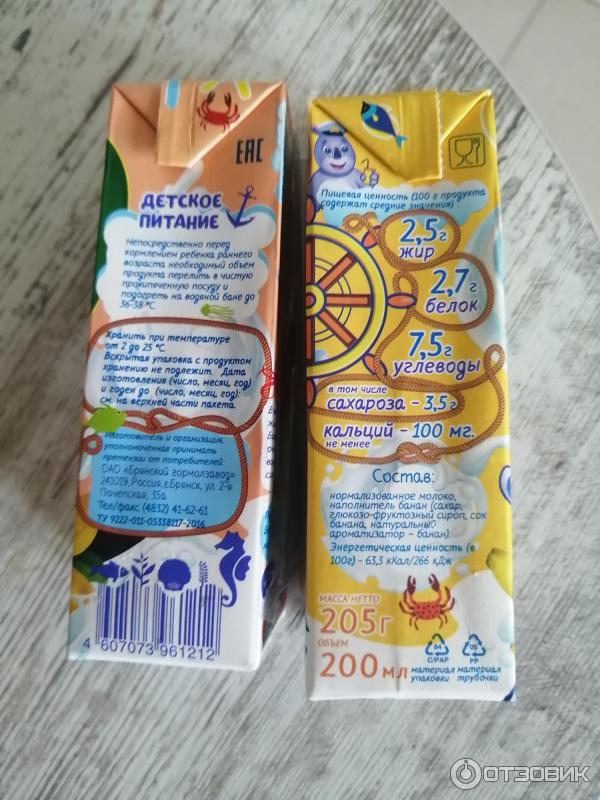 ЕАС
ДЕТСКОЕ
ПИТАНИЕ
Непосредственно перед
кормлением ребенка раннего
возраста необходимый объем
продукта перелить в чистую
прокипяченную посуду и
подогреть на водяной бане до
36-38 °С
Хранить при температуре
от 2 до 25 °С
Вскрытая упаковка с продуктом
хранению не подлежит. Дата
изготовления (число, месяц, год)
и годен до (число, месяц, год):
см. на верхней части пакета.
Изготовитель и организация,
уполномоченная принимать
претензии от потребителей:
ОАО «Брянский гормолзавод»
241019, Россия, г.Брянск, ул. 2-я
Почепская, 35а.
Тел/факс (4832) 41-62-61
ТУ 9222-011-05338117-2016
4 607073 961212
Пищевая ценность (100 г продукта
содержат средние значения)
2,5г
жир
2,7г
белок
7,5г
углеводы
в том числе
сахароза - 3,5г
кальций - 100 мг.
не менее
Состав:
нормализованное молоко,
наполнитель банан (сахар,
глюкозо-фруктозный сироп, сок
банана, натуральный
ароматизатор - банан)
Энергетическая ценность (в
100г) - 63,3 кКал/266 кДж
МАССА НЕТТО
205г
ОБЪЕМ
200 мл
84
C/PAP
материал
упаковки
05
PP
материал
трубочки
ОТЗОВИК